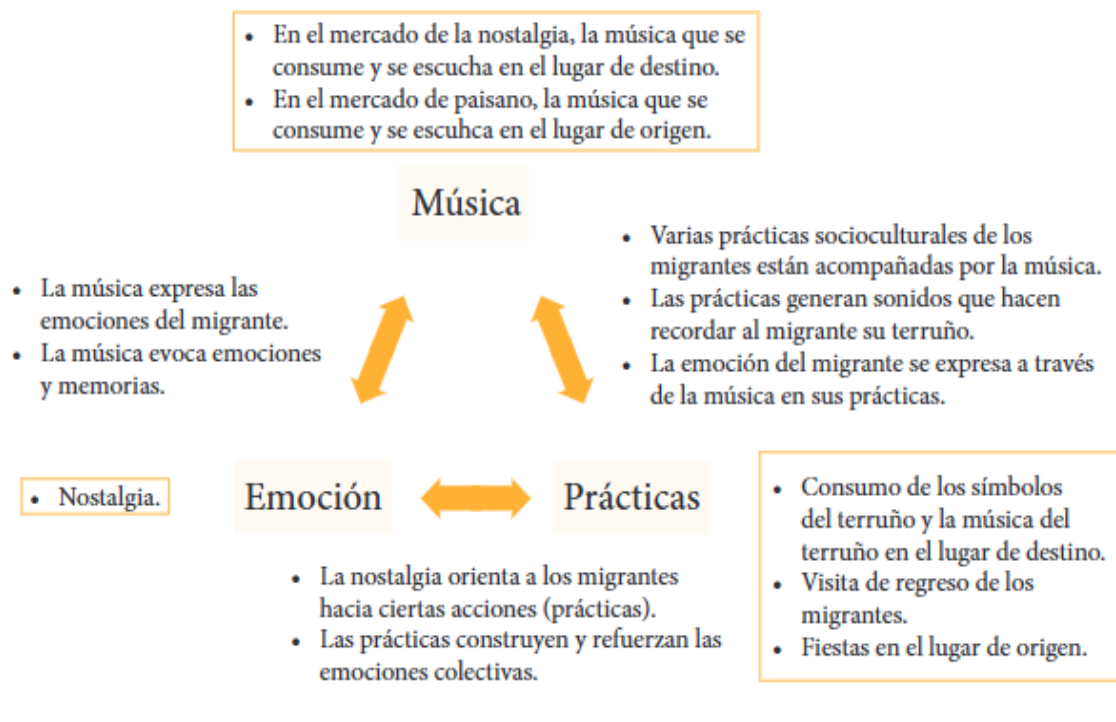 • En el mercado de la nostalgia, la música que se
consume y se escucha en el lugar de destino.
• En el mercado de paisano, la música que se
consume y se escuhca en el lugar de origen.
Música
• La música expresa las
emociones del migrante.
• La música evoca emociones
y memorias.
• Varias prácticas socioculturales de los
migrantes están acompañadas por la música.
• Las prácticas generan sonidos que hacen
recordar al migrante su terruño.
• La emoción del migrante se expresa a través
de la música en sus prácticas.
• Nostalgia.
Emoción
Prácticas
• Consumo de los símbolos
del terruño y la música del
terruño en el lugar de destino.
• Visita de regreso de los
migrantes.
• Fiestas en el lugar de origen.
• La nostalgia orienta a los migrantes
hacia ciertas acciones (prácticas).
• Las prácticas construyen y refuerzan las
emociones colectivas.